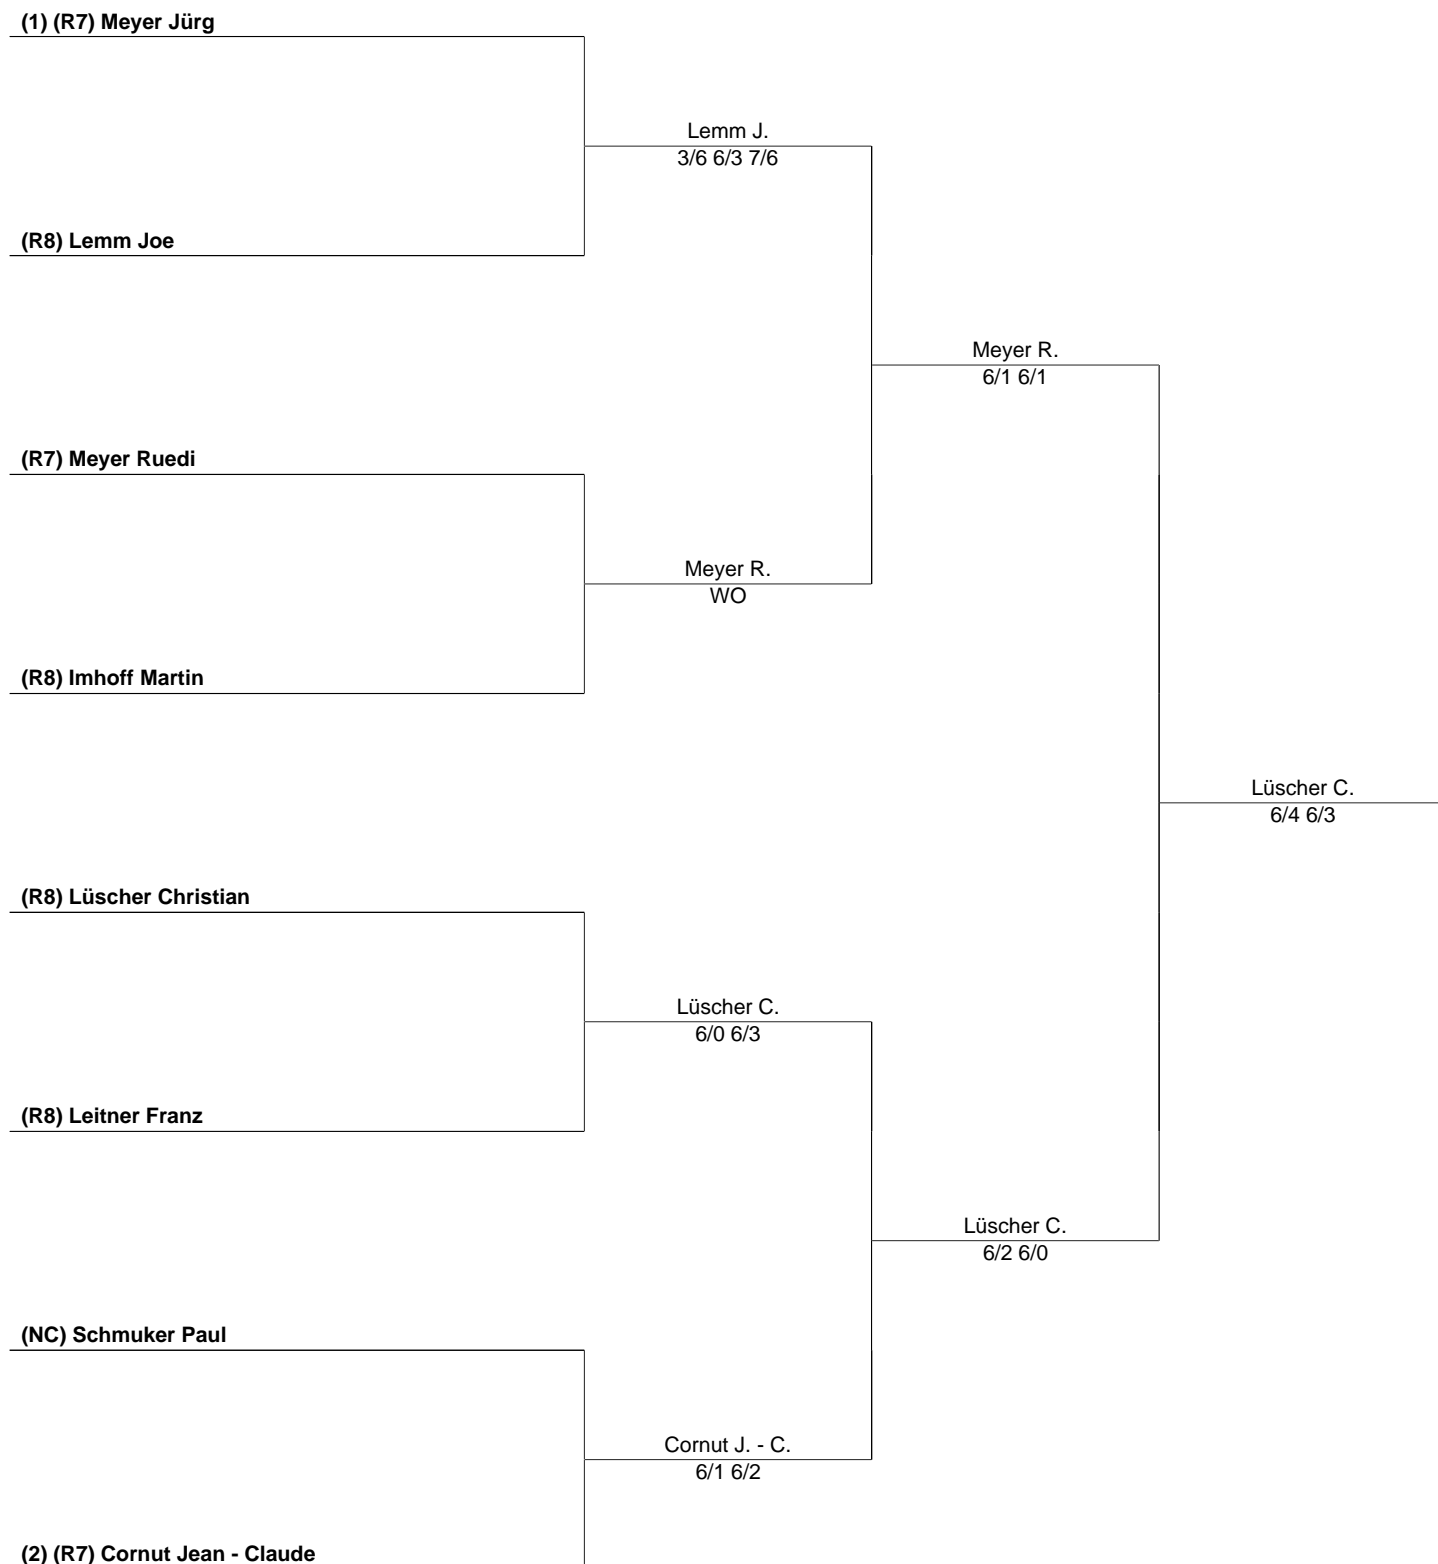 (1) (R7) Meyer Jürg
Lemm J.
3/6 6/3 7/6
(R8) Lemm Joe
Meyer R.
6/1 6/1
(R7) Meyer Ruedi
Meyer R.
WO
(R8) Imhoff Martin
Lüscher C.
6/4 6/3
(R8) Lüscher Christian
Lüscher C.
6/0 6/3
(R8) Leitner Franz
Lüscher C.
6/2 6/0
(NC) Schmuker Paul
Cornut J. - C.
6/1 6/2
(2) (R7) Cornut Jean - Claude